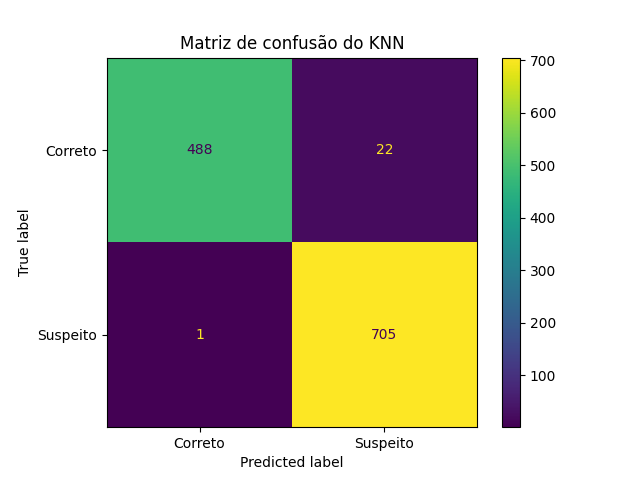 Matriz de confusão do KNN
True label
Correto
488
22
Suspeito
1
705
Correto
Suspeito
Predicted label
700
600
500
400
300
200
100